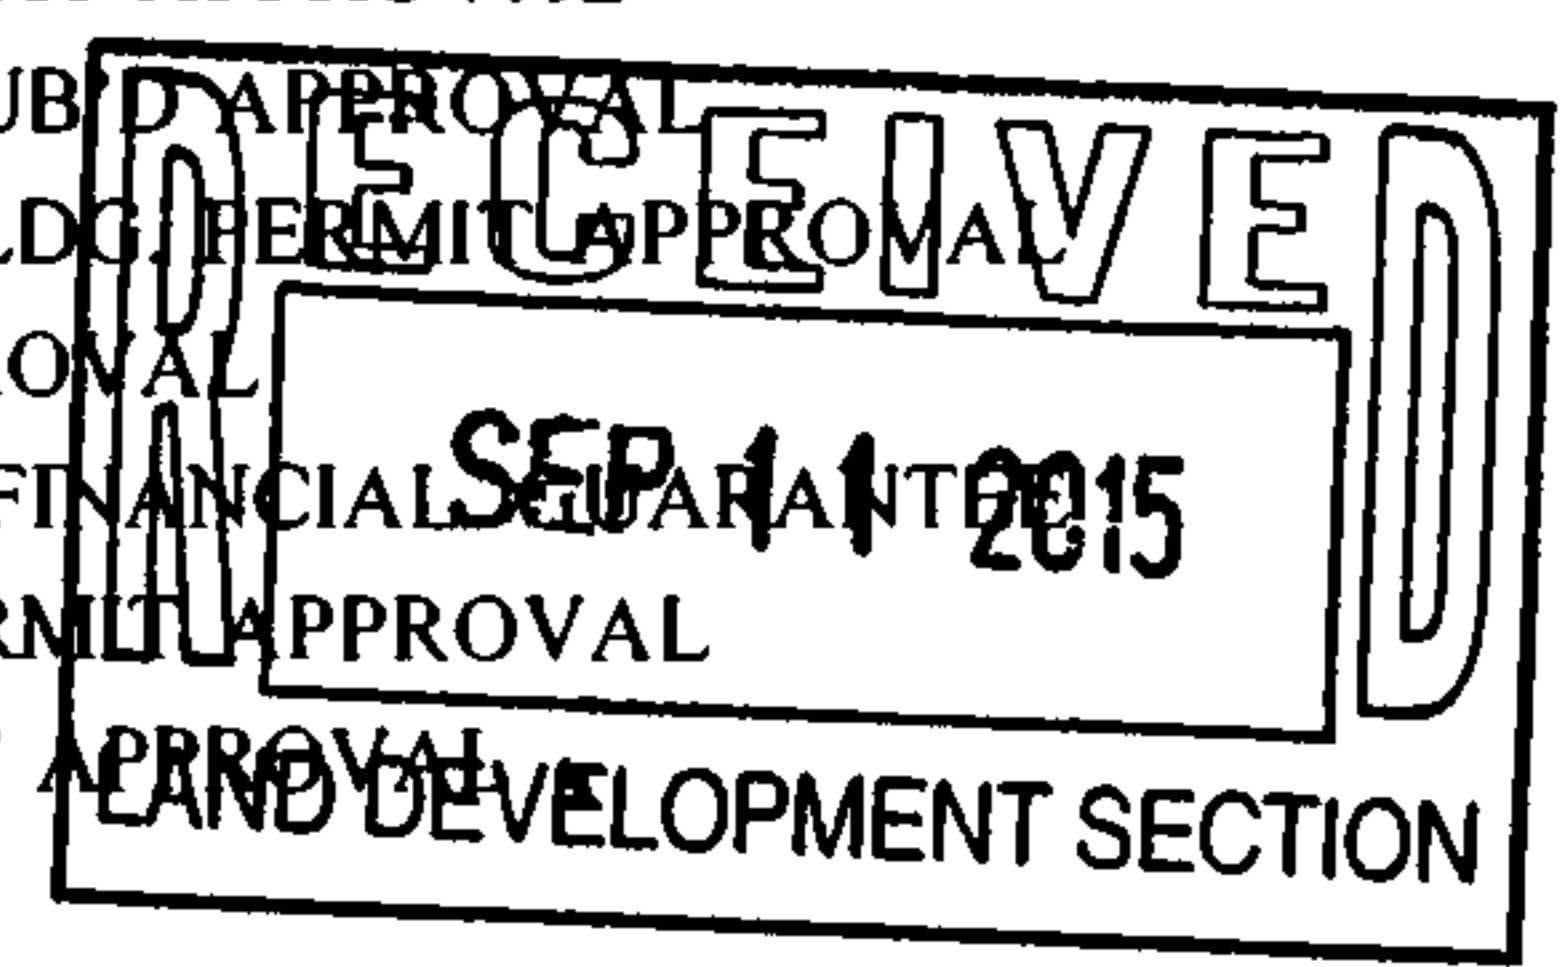 UB'D APPROVAL
LDG. PERMIT APPROVAL
OVAL
FINANCIAL GUARANTEE
RMIT APPROVAL
APPROVAL
RECEIVED
SEP 11 2015
LAND DEVELOPMENT SECTION